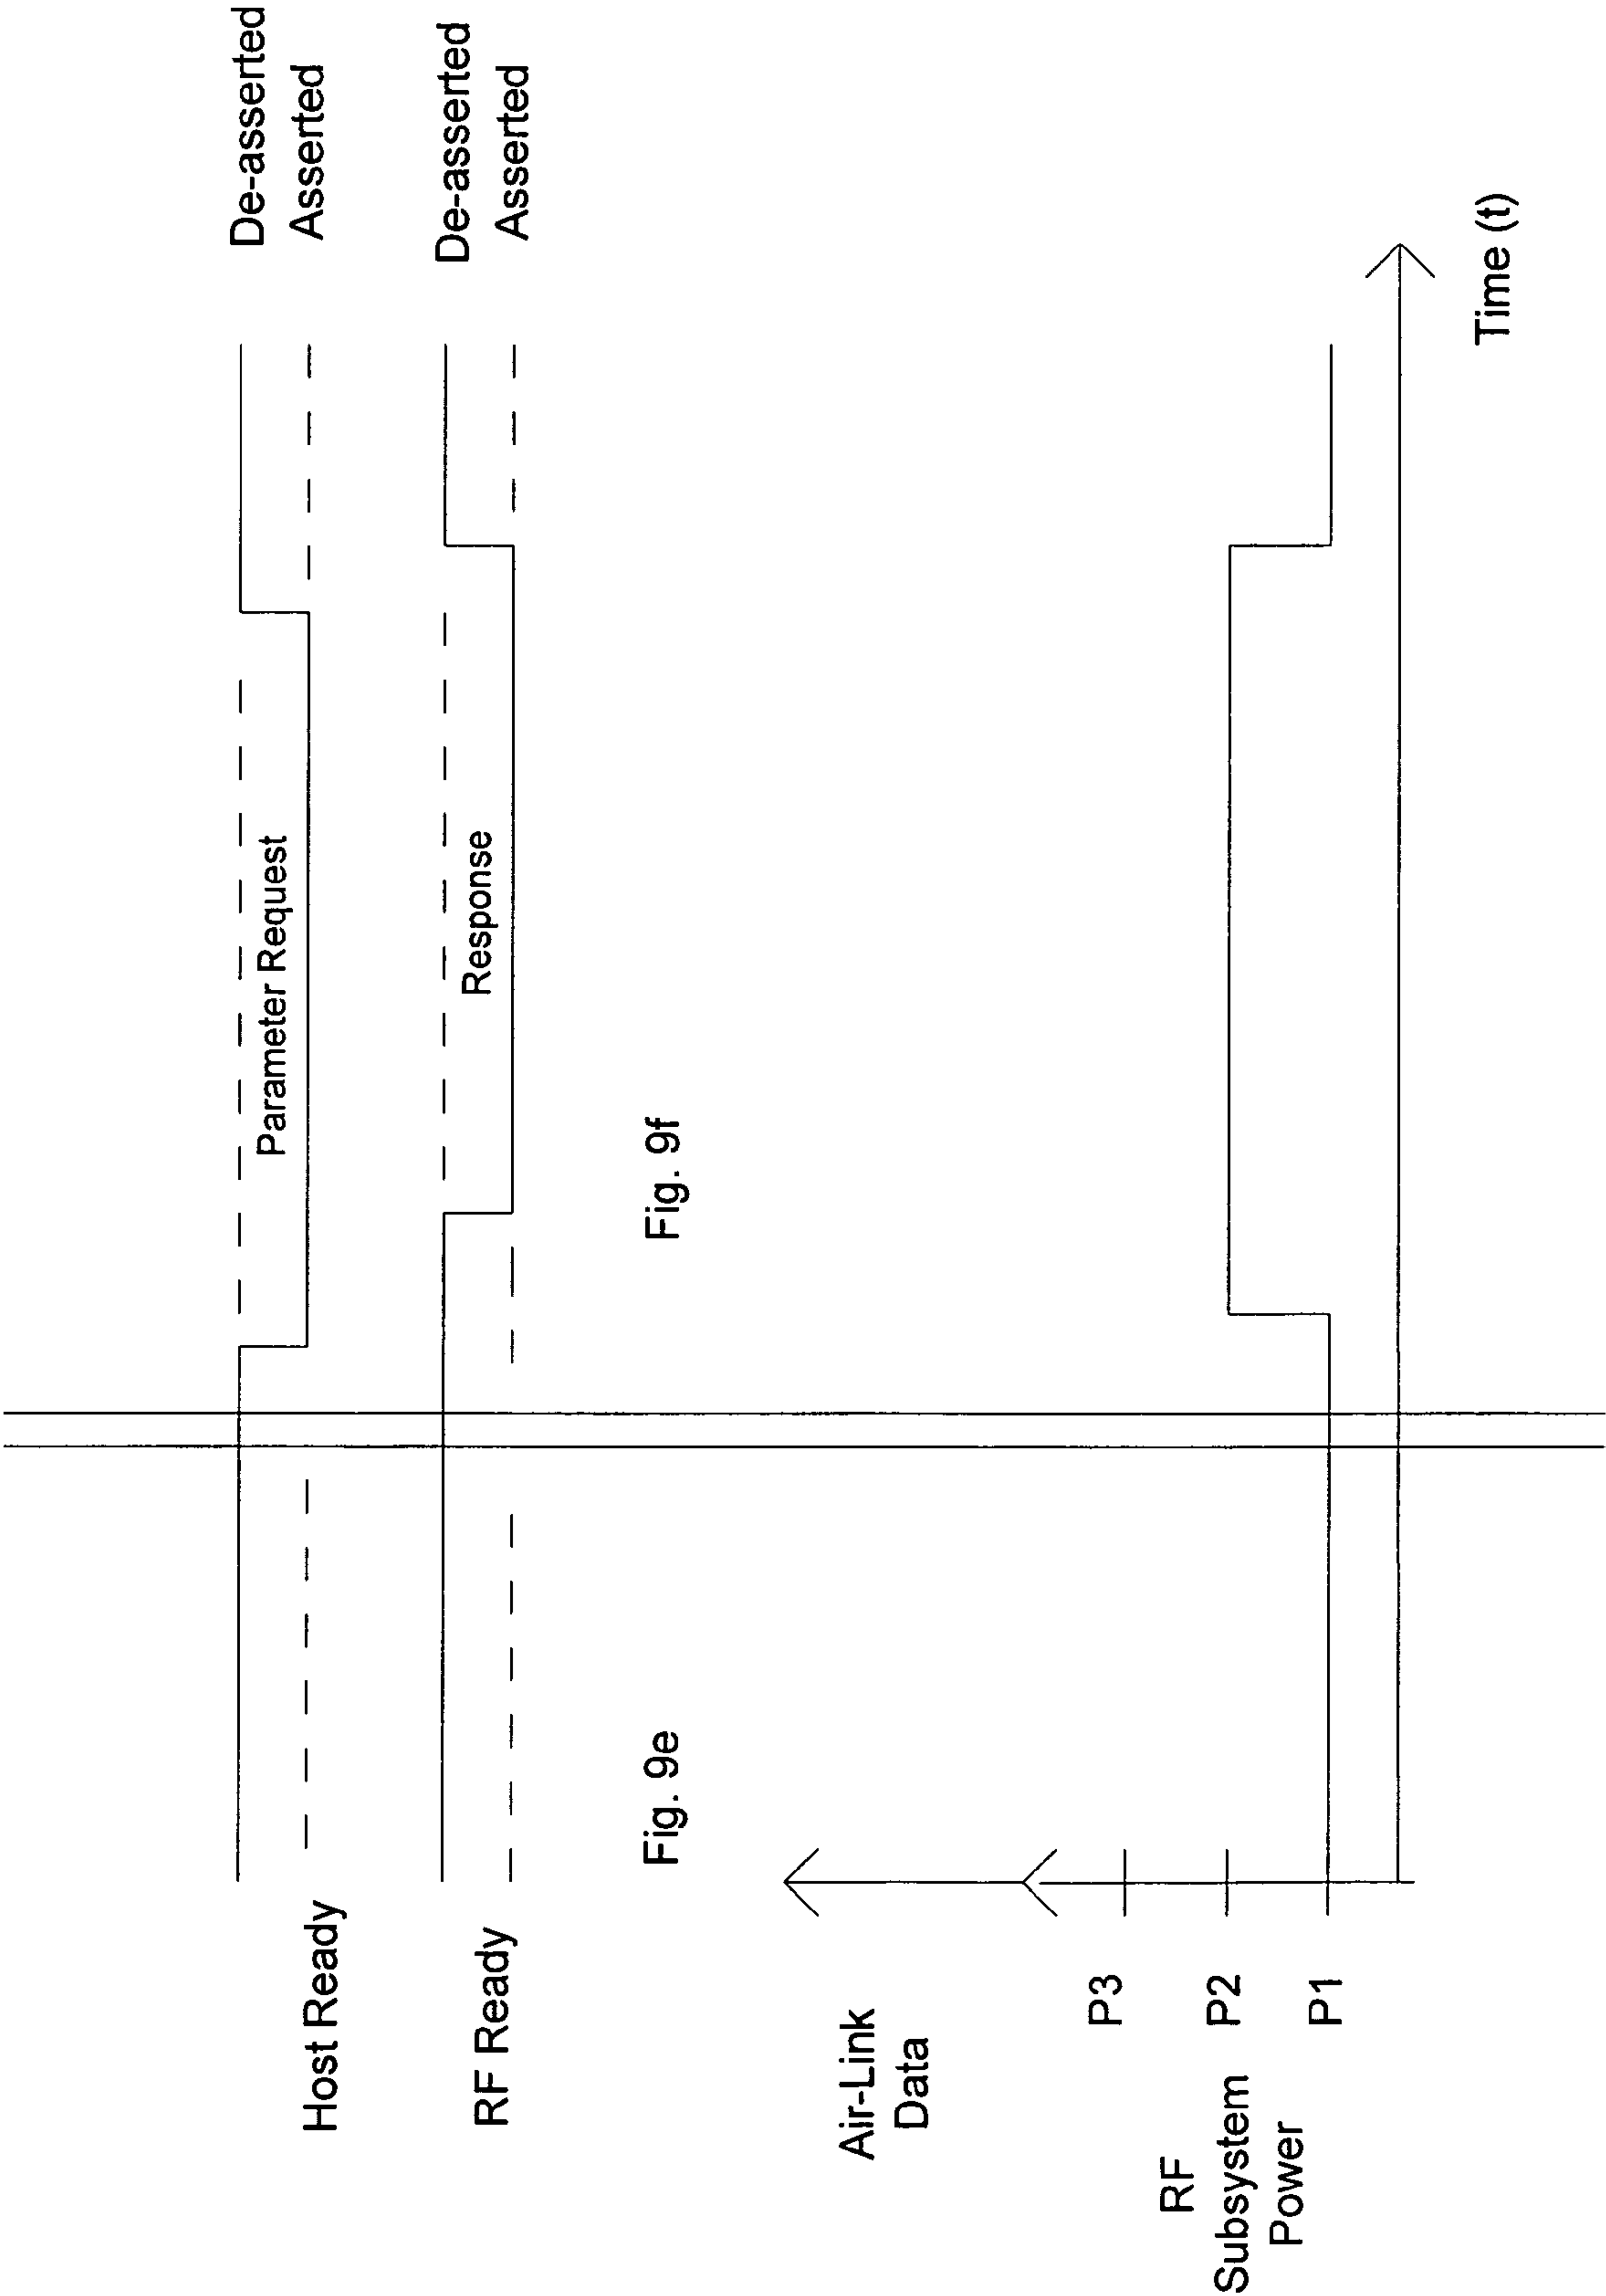 De-asserted
Asserted
Host Ready
Parameter Request
De-asserted
Asserted
RF Ready
Response
Fig. 9e
Fig. 9f
Air-Link
Data
P3
RF
Subsystem
Power
P2
P1
Time (t)